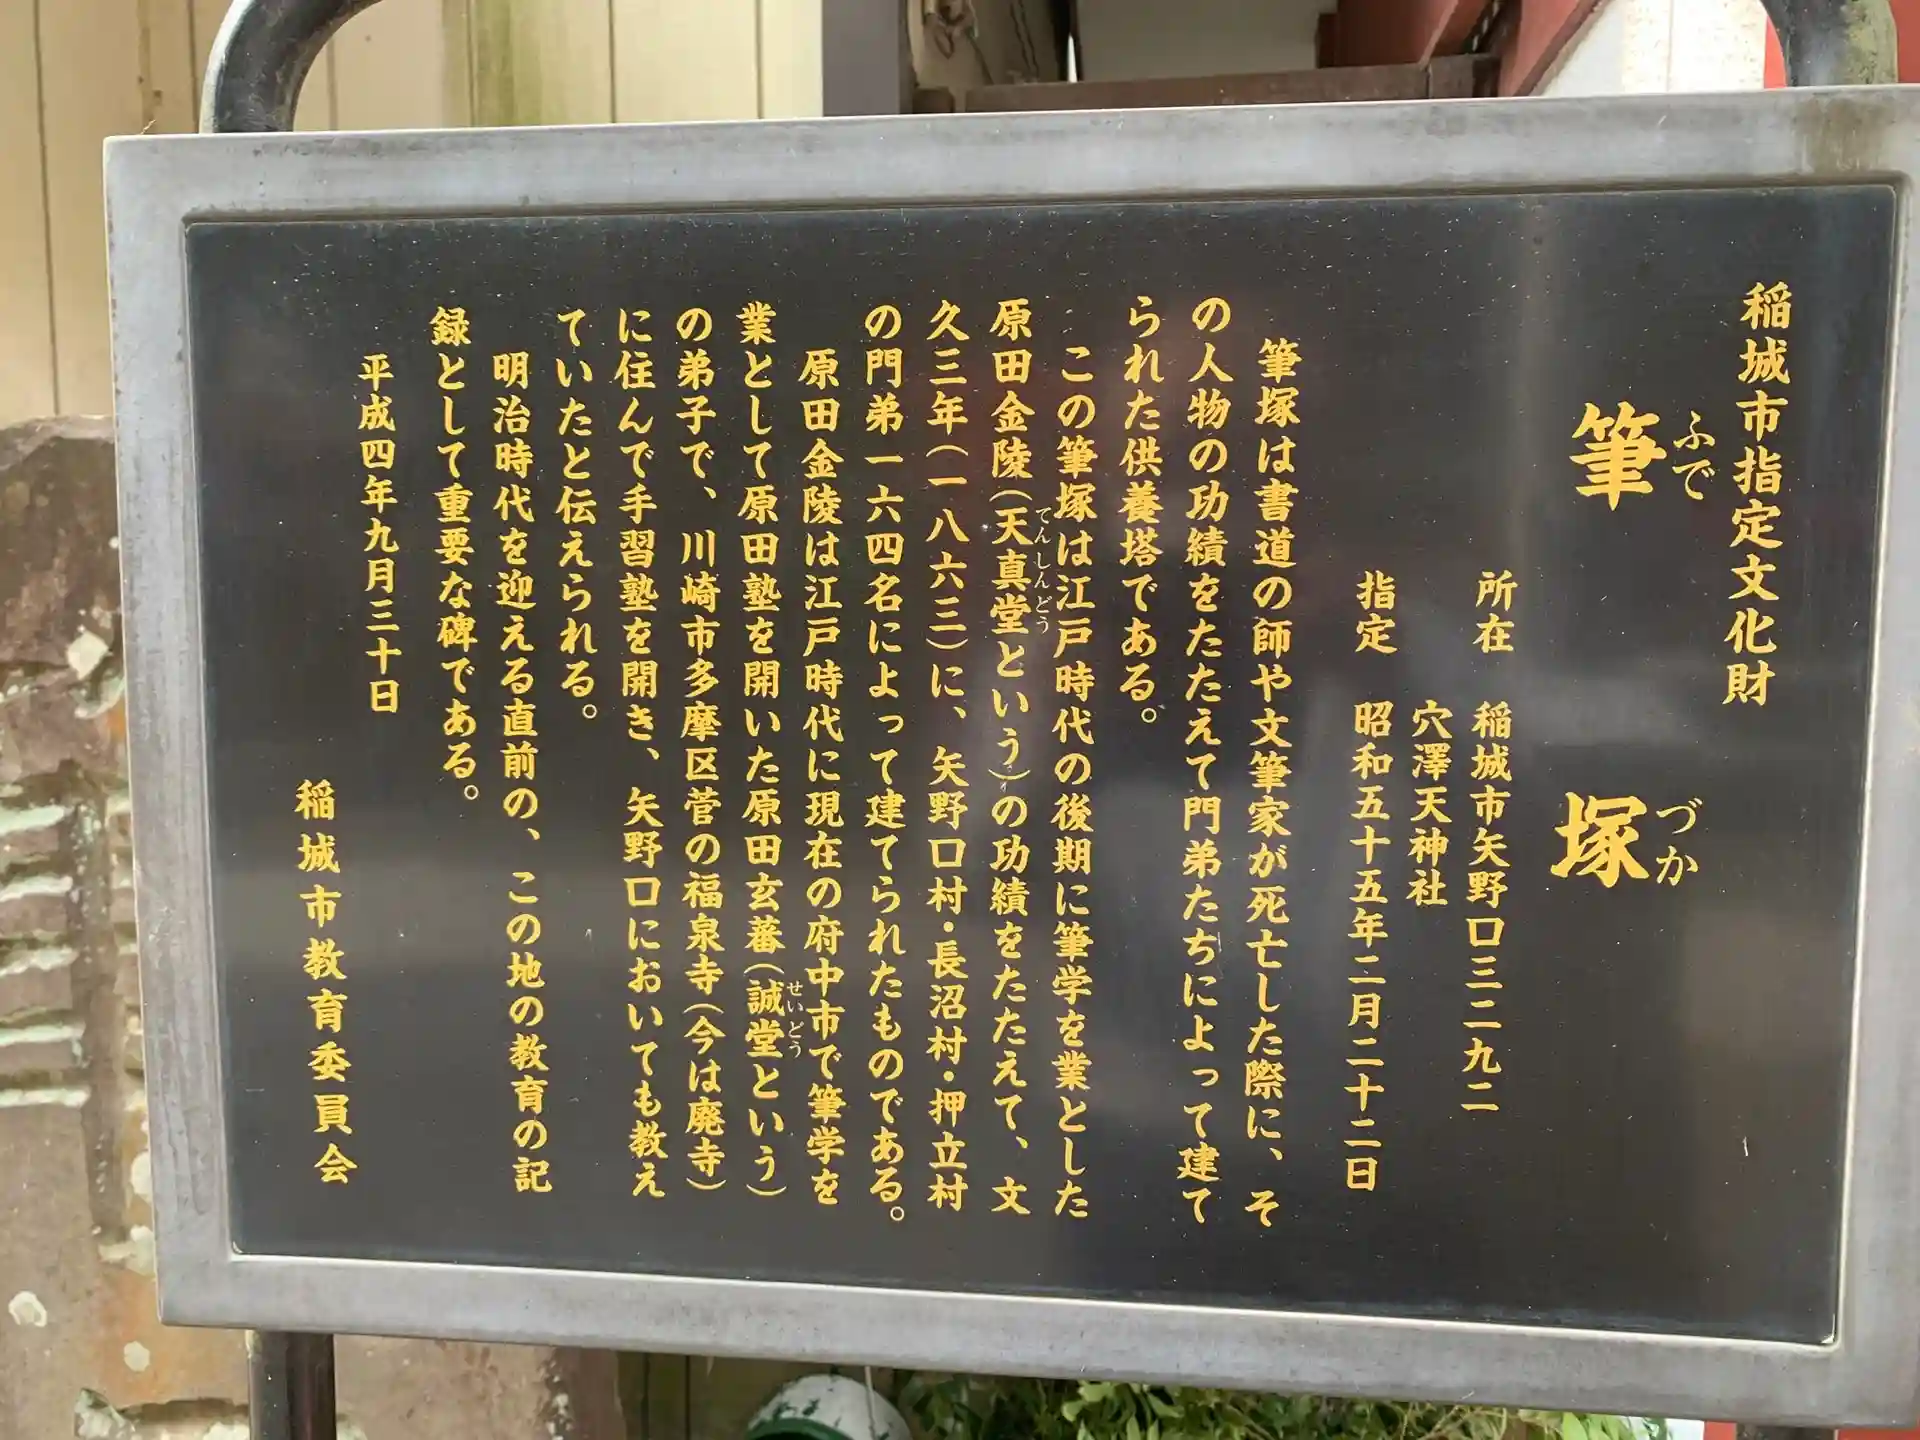 稲城市指定文化財
筆塚
ふでづか
所在 稲城市矢野口三二九二
穴澤天神社
指定 昭和五十五年二月二十二日
筆塚は書道の師や文筆家が死亡した際に、そ
の人物の功績をたたえて門弟たちによって建て
られた供養塔である。
この筆塚は江戸時代の後期に筆学を業とした
原田金陵（天真堂という）の功績をたたえて、文
てんしんどう
久三年（一八六三）に、矢野口村・長沼村・押立村
の門弟一六四名によって建てられたものである。
原田金陵は江戸時代に現在の府中市で筆学を
業として原田塾を開いた原田玄蕃（誠堂という）
せいどう
の弟子で、川崎市多摩区菅の福泉寺（今は廃寺）
に住んで手習塾を開き、矢野口においても教え
ていたと伝えられる。
明治時代を迎える直前の、この地の教育の記
録として重要な碑である。
平成四年九月三十日
稲城市教育委員会